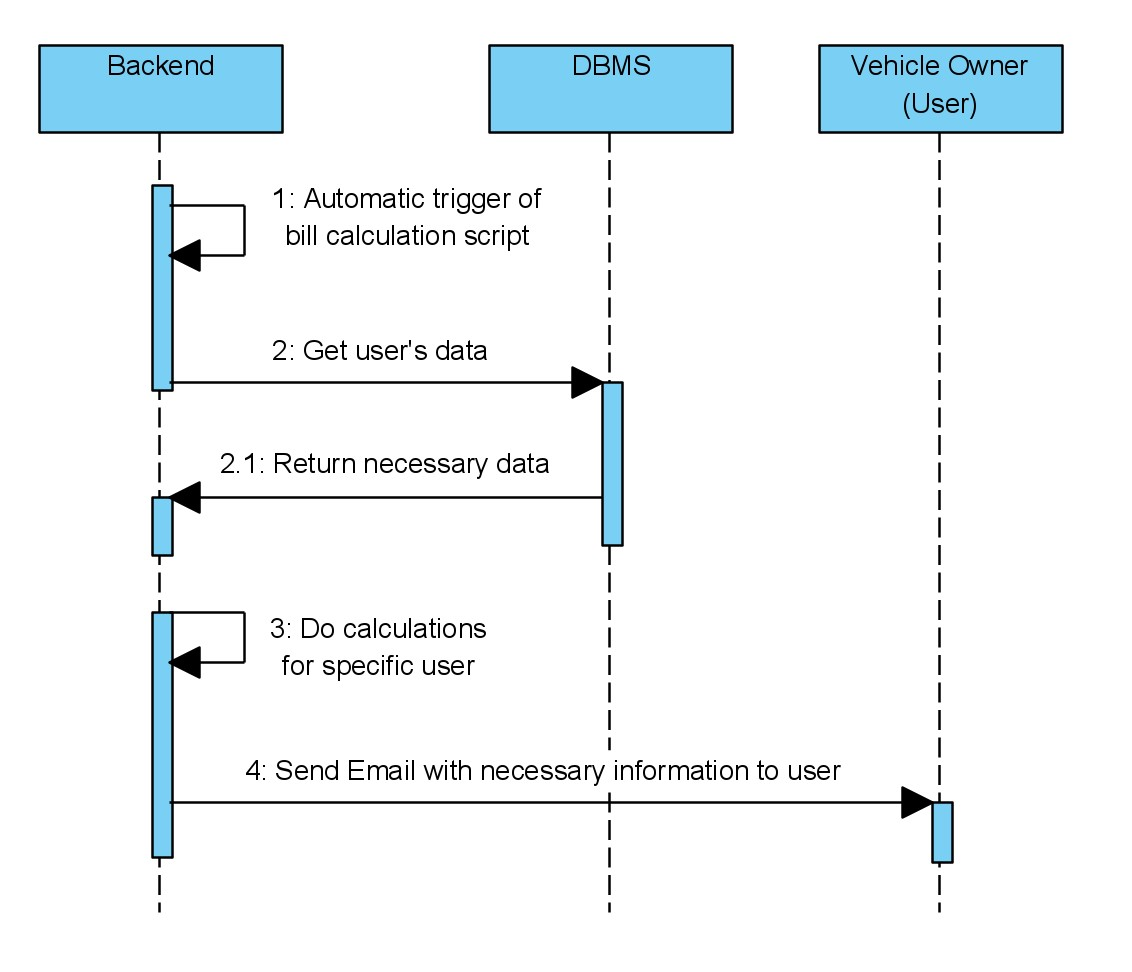 Backend
DBMS
Vehicle Owner
(User)
1: Automatic trigger of
bill calculation script
2: Get user's data
2.1: Return necessary data
3: Do calculations
for specific user
4: Send Email with necessary information to user